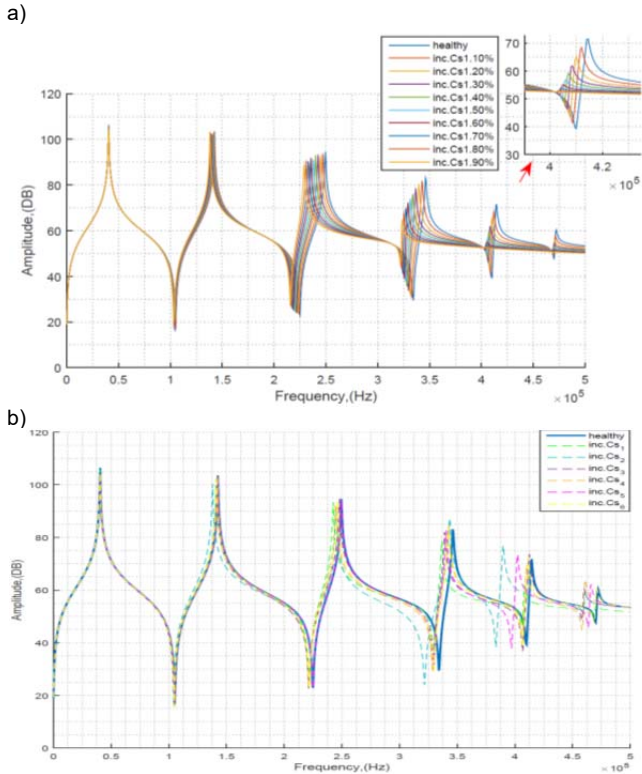 a)
healthy
inc.Cs1.10%
inc.Cs1.20%
inc.Cs1.30%
inc.Cs1.40%
inc.Cs1.50%
inc.Cs1.60%
inc.Cs1.70%
inc.Cs1.80%
inc.Cs1.90%
70
60
50
40
30
4 4.2
× 10⁵
120
100
80
60
40
20
0
Amplitude,(DB)
0 0.5 1 1.5 2 2.5 3 3.5 4 4.5 5
Frequency,(Hz)
× 10⁵
b)
healthy
inc.Cs₁
inc.Cs₂
inc.Cs₃
inc.Cs₄
inc.Cs₅
inc.Cs₆
120
100
80
60
40
20
0
Amplitude,(DB)
0 0.5 1 1.5 2 2.5 3 3.5 4 4.5 5
Frequency,(Hz)
× 10⁵